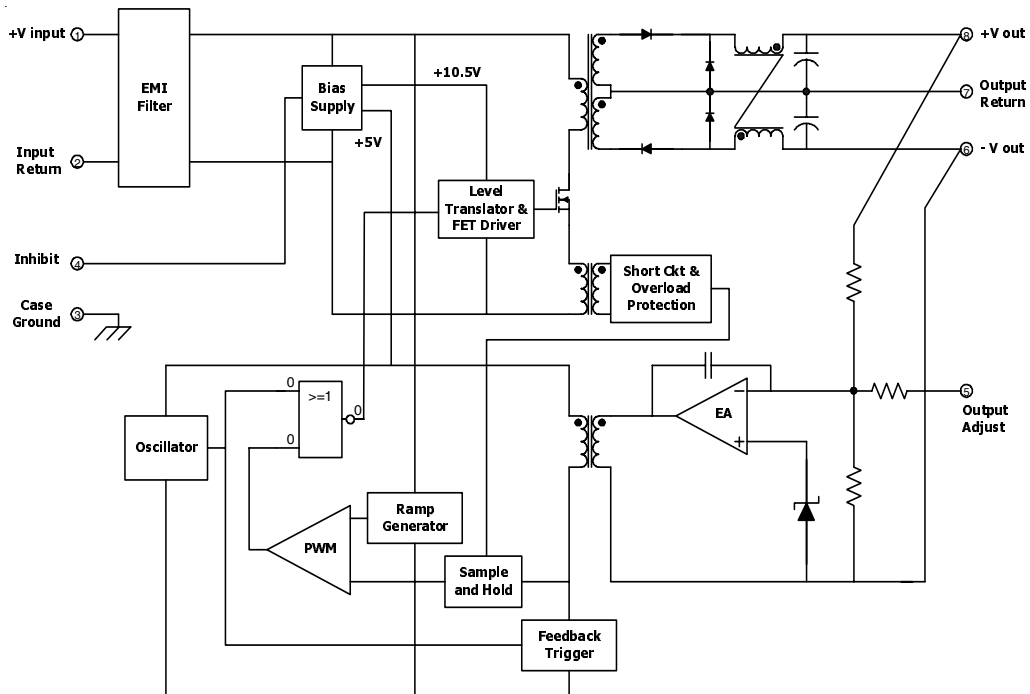 +V input
1
EMI
Filter
Bias
Supply
+10.5V
+5V
8
+V out
7
Output
Return
6
- V out
Input
Return
2
Level
Translator &
FET Driver
Inhibit
4
Short Ckt &
Overload
Protection
Case
Ground
3
0
>=1
0
0
Oscillator
EA
5
Output
Adjust
Ramp
Generator
PWM
Sample
and Hold
Feedback
Trigger